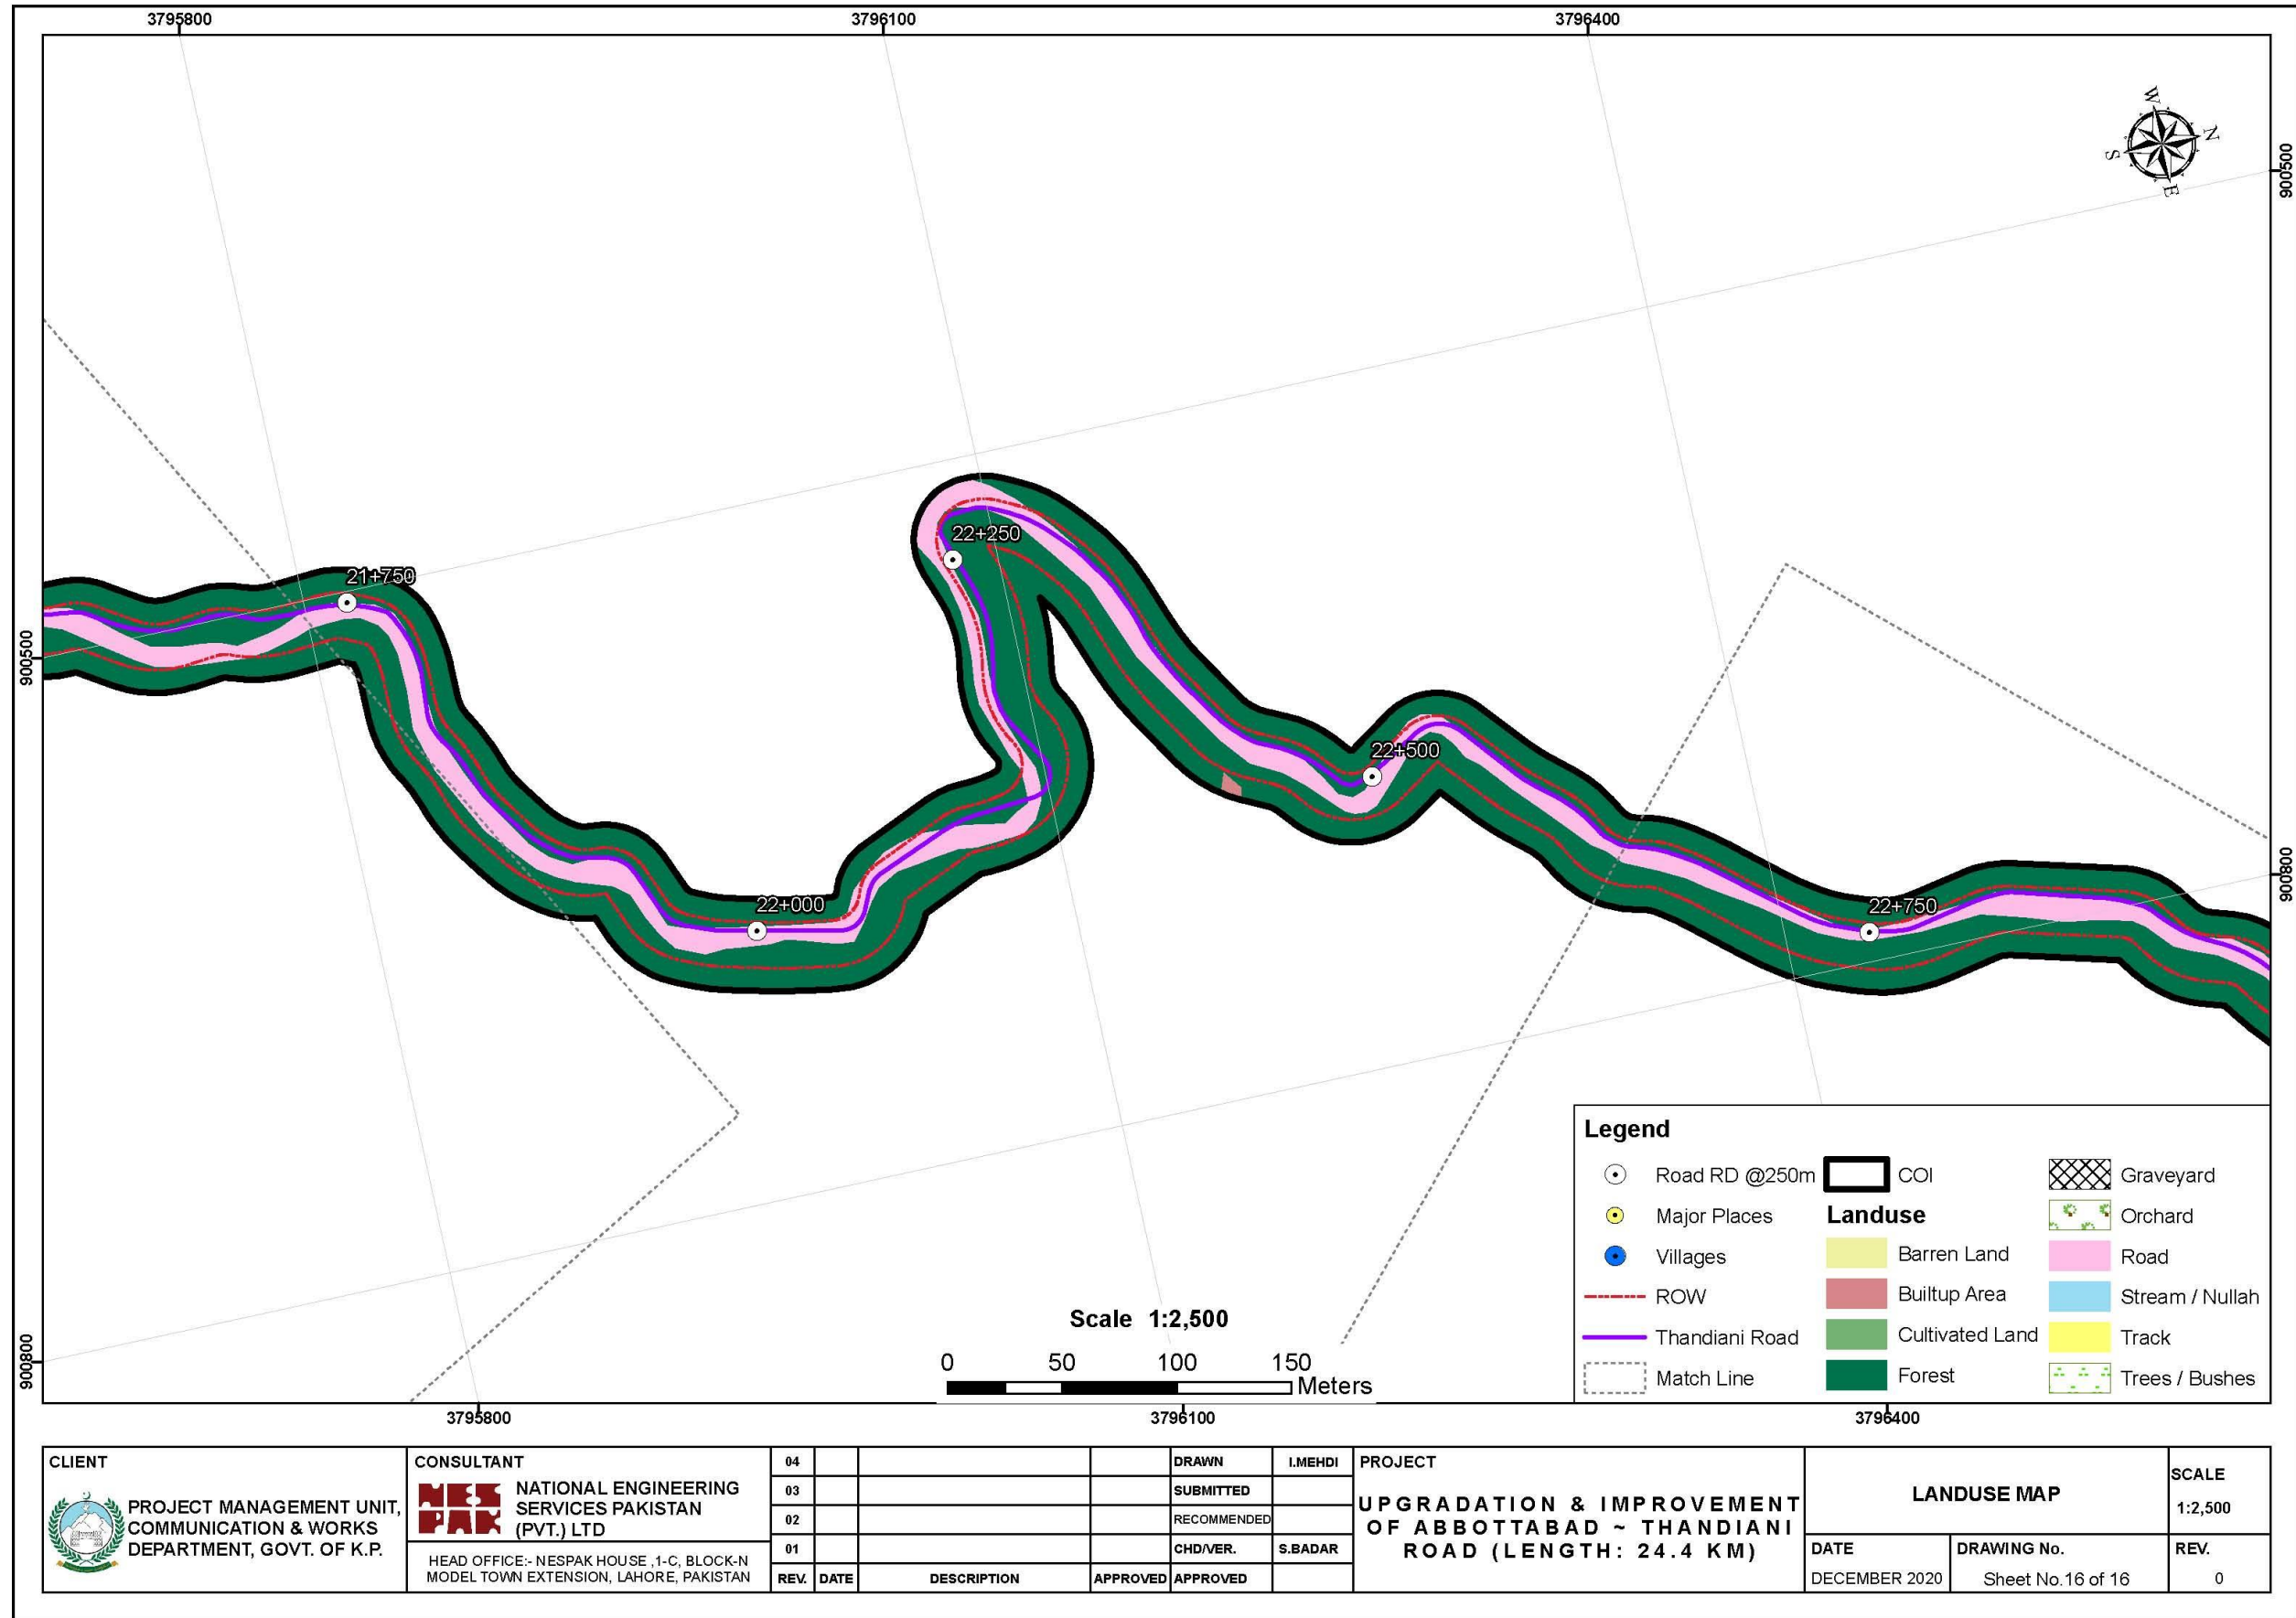 3795800
3796100
3796400
W
N
S
E
900500
900500
21+750
22+250
22+500
22+000
22+750
900800
900800
Legend
Road RD @250m
Major Places
Villages
ROW
Thandiani Road
Match Line
COI
Landuse
Barren Land
Builtup Area
Cultivated Land
Forest
Graveyard
Orchard
Road
Stream / Nullah
Track
Trees / Bushes
Scale 1:2,500
0 50 100 150
Meters
3795800
3796100
3796400
CLIENT
PROJECT MANAGEMENT UNIT,
COMMUNICATION & WORKS
DEPARTMENT, GOVT. OF K.P.
CONSULTANT
NES
PAK
NATIONAL ENGINEERING
SERVICES PAKISTAN
(PVT.) LTD
HEAD OFFICE:- NESPAK HOUSE ,1-C, BLOCK-N
MODEL TOWN EXTENSION, LAHORE, PAKISTAN
04 DRAWN I.MEHDI
03 SUBMITTED
02 RECOMMENDED
01 CHD/VER. S.BADAR
REV. DATE DESCRIPTION APPROVED APPROVED
PROJECT
UPGRADATION & IMPROVEMENT
OF ABBOTTABAD ~ THANDIANI
ROAD (LENGTH: 24.4 KM)
LANDUSE MAP
SCALE
1:2,500
DATE
DECEMBER 2020
DRAWING No.
Sheet No.16 of 16
REV.
0